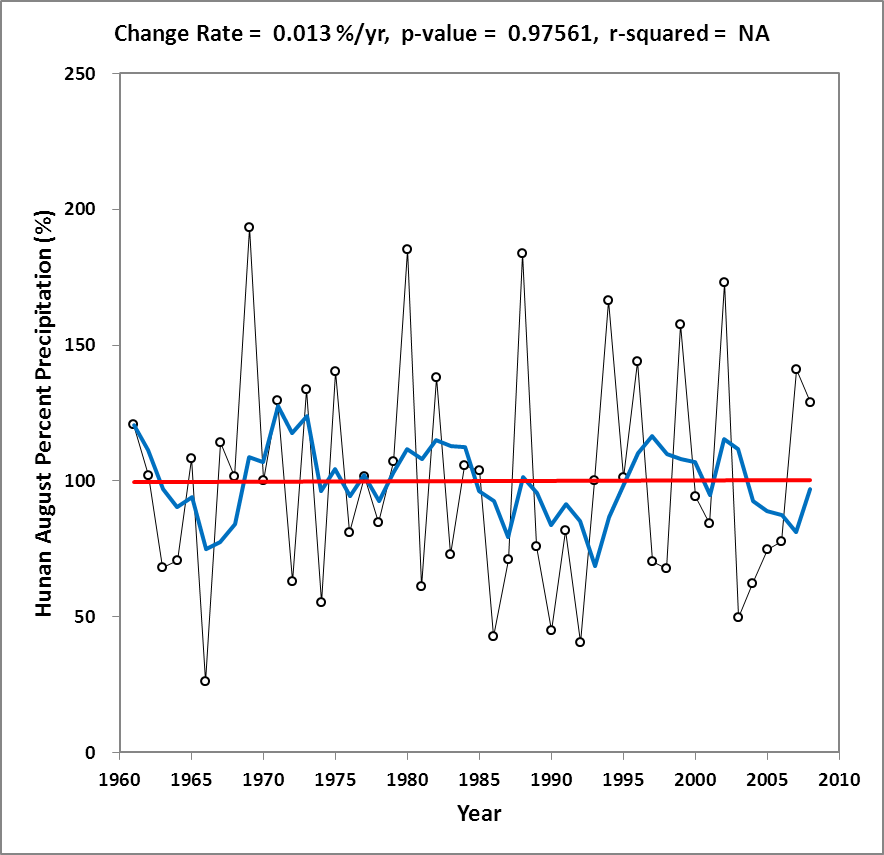 Change Rate = 0.013 %/yr, p-value = 0.97561, r-squared = NA
250
200
150
100
50
0
Hunan August Percent Precipitation (%)
1960 1965 1970 1975 1980 1985 1990 1995 2000 2005 2010
Year